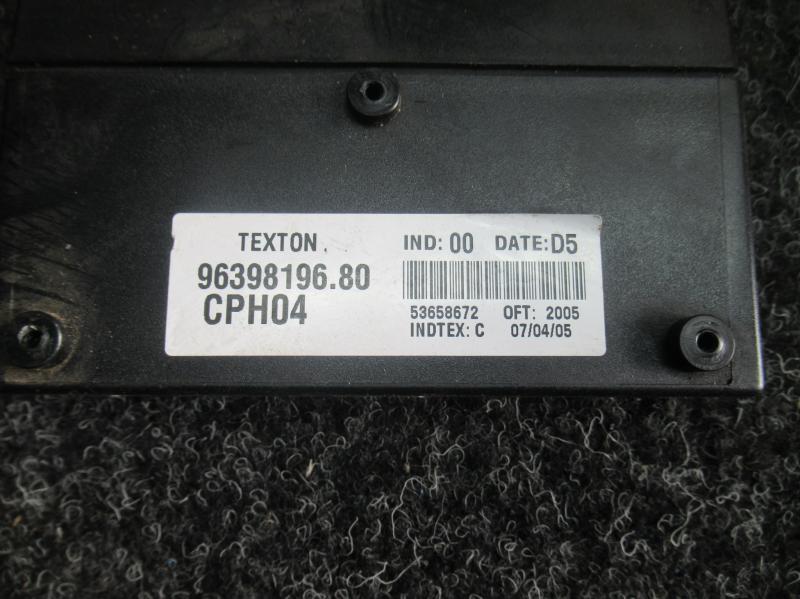 TEXTON
96398196.80
CPH04
IND: 00 DATE: D5
53658672 OFT: 2005
INDTEX: C 07/04/05